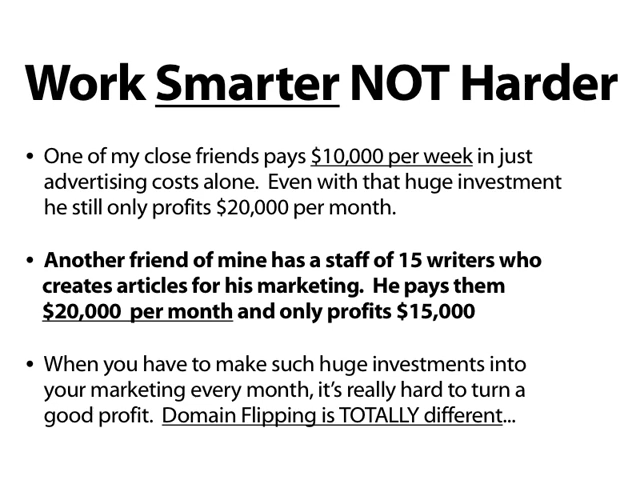 Work Smarter NOT Harder
• One of my close friends pays $10,000 per week in just
advertising costs alone.  Even with that huge investment
he still only profits $20,000 per month.
• Another friend of mine has a staff of 15 writers who
creates articles for his marketing.  He pays them
$20,000  per month and only profits $15,000
• When you have to make such huge investments into
your marketing every month, it’s really hard to turn a
good profit.  Domain Flipping is TOTALLY different...